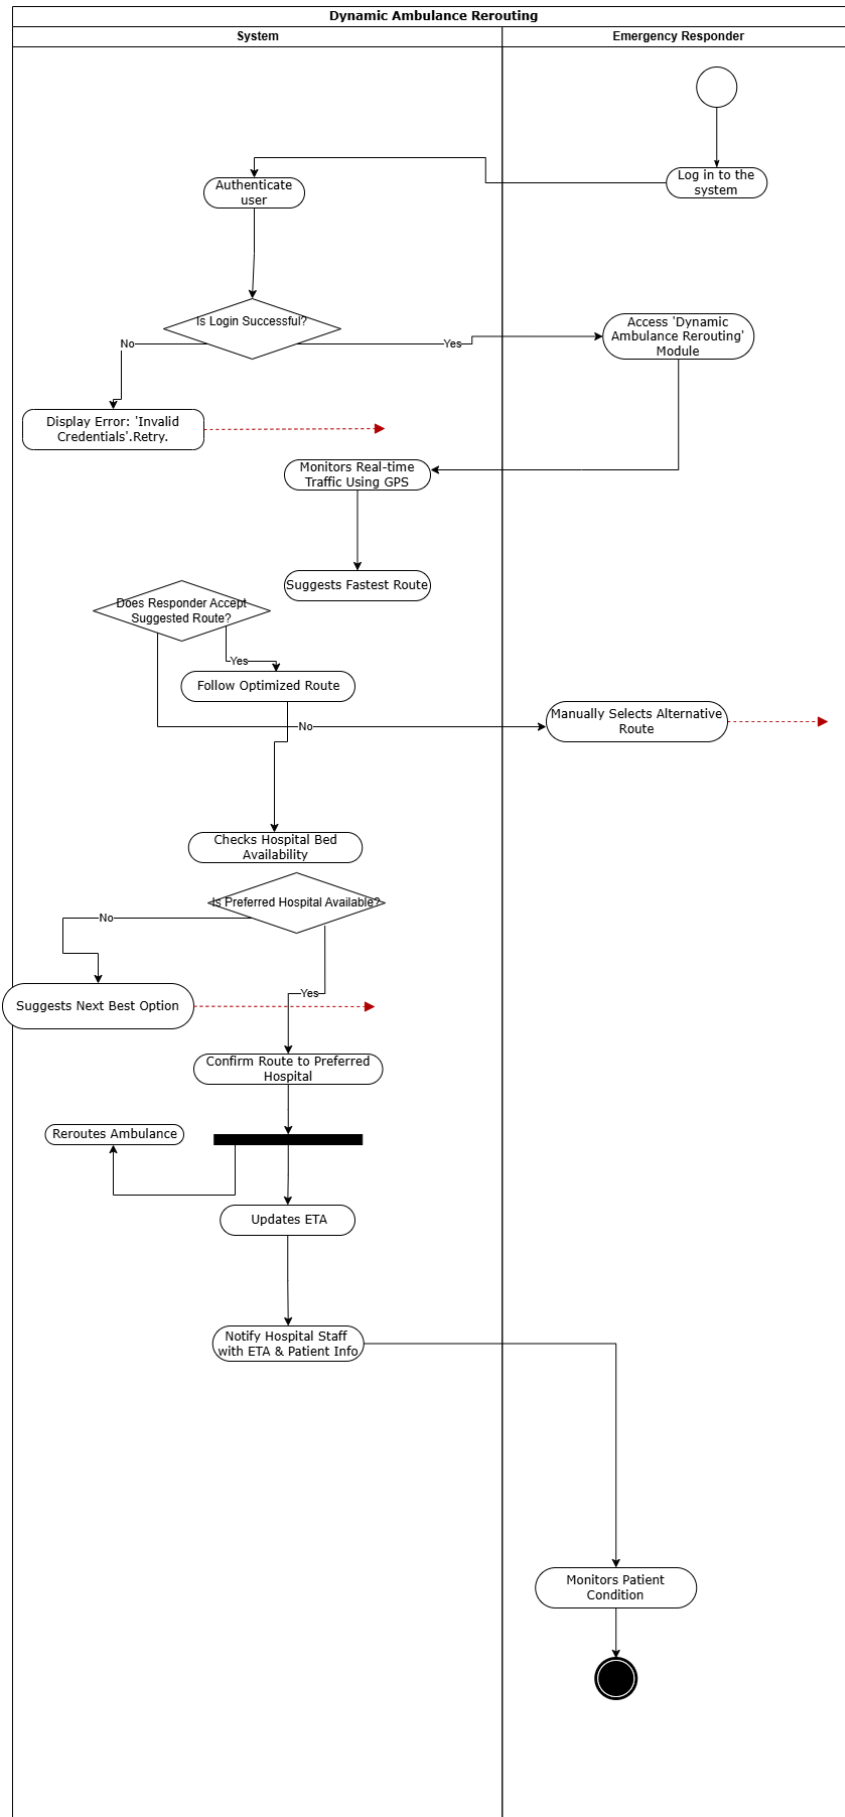 Dynamic Ambulance Rerouting
System
Emergency Responder
Log in to the
system
Authenticate
user
Is Login Successful?
No
Yes
Access 'Dynamic
Ambulance Rerouting'
Module
Display Error: 'Invalid
Credentials'.Retry.
Monitors Real-time
Traffic Using GPS
Suggests Fastest Route
Does Responder Accept
Suggested Route?
Yes
Follow Optimized Route
No
Manually Selects Alternative
Route
Checks Hospital Bed
Availability
Is Preferred Hospital Available?
No
Yes
Suggests Next Best Option
Confirm Route to Preferred
Hospital
Reroutes Ambulance
Updates ETA
Notify Hospital Staff
with ETA & Patient Info
Monitors Patient
Condition